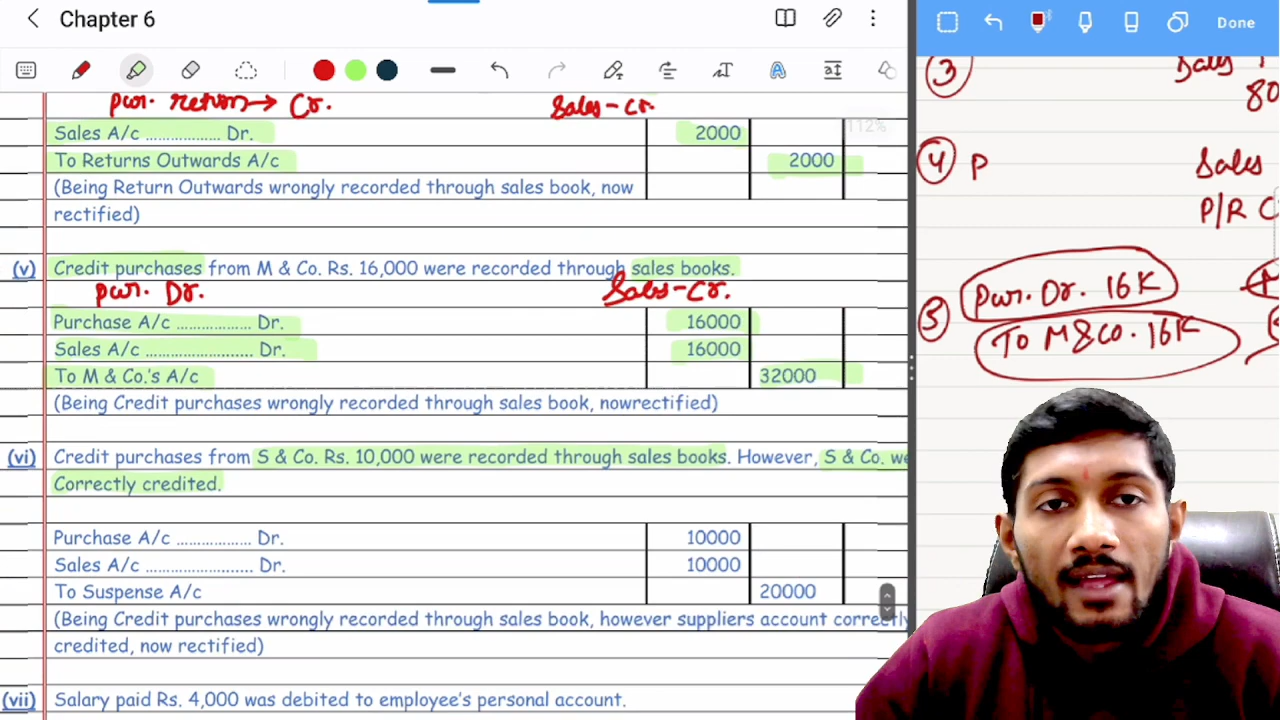 Chapter 6
Done
pur. return → Cr.
Sales-Cr.
Sales A/c ................. Dr.
2000
112%
To Returns Outwards A/c
2000
(Being Return Outwards wrongly recorded through sales book, now
rectified)
(v) Credit purchases from M & Co. Rs. 16,000 were recorded through sales books.
pur. Dr.
Sales-Cr.
Purchase A/c ................. Dr.
16000
Sales A/c ........................ Dr.
16000
To M & Co.'s A/c
32000
(Being Credit purchases wrongly recorded through sales book, nowrectified)
(vi) Credit purchases from S & Co. Rs. 10,000 were recorded through sales books. However, S & Co. we
Correctly credited.
Purchase A/c ................. Dr.
10000
Sales A/c ........................ Dr.
10000
To Suspense A/c
20000
(Being Credit purchases wrongly recorded through sales book, however suppliers account correctly
credited, now rectified)
(vii) Salary paid Rs. 4,000 was debited to employee's personal account.
3
Sales
80
4 P
Sales
P/R C
5 Pur. Dr. 16K
To M&Co. 16K